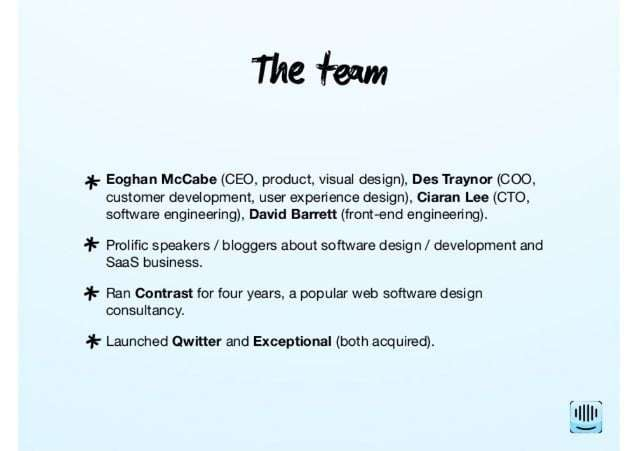 The team
* Eoghan McCabe (CEO, product, visual design), Des Traynor (COO,
customer development, user experience design), Ciaran Lee (CTO,
software engineering), David Barrett (front-end engineering).
* Prolific speakers / bloggers about software design / development and
SaaS business.
* Ran Contrast for four years, a popular web software design
consultancy.
* Launched Qwitter and Exceptional (both acquired).